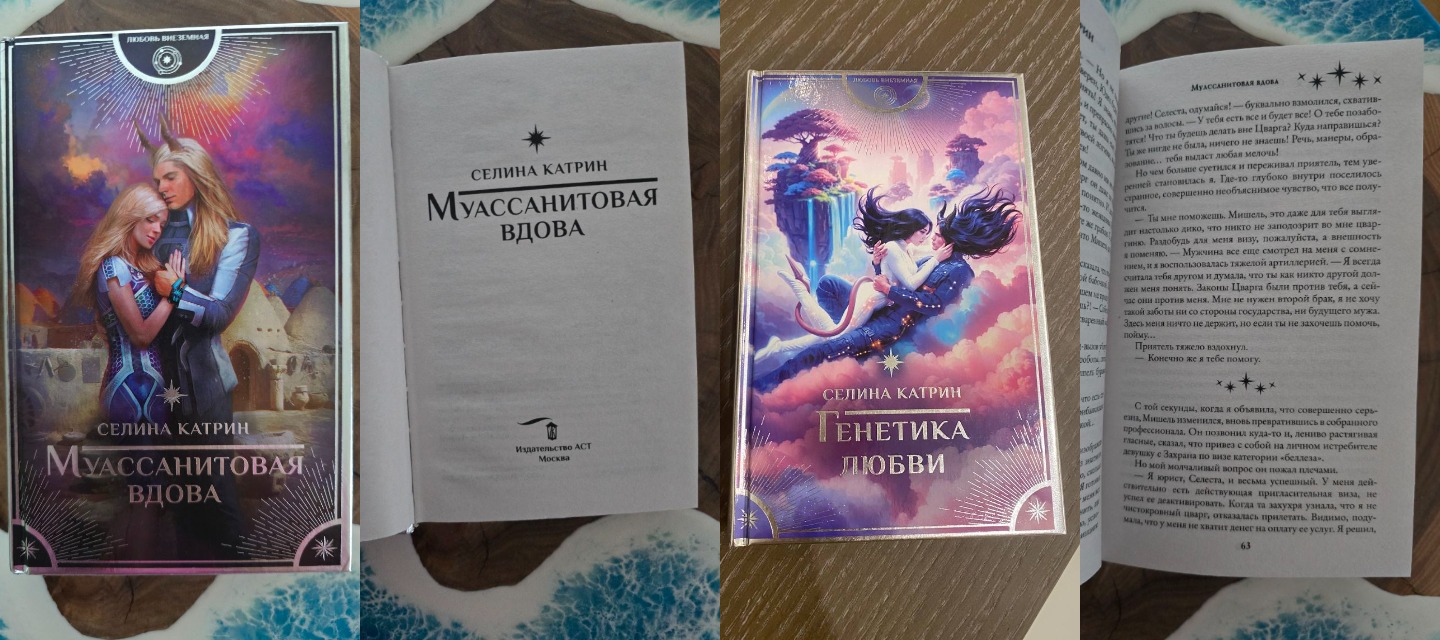 ЛЮБОВЬ ВНЕЗЕМНАЯ
СЕЛИНА КАТРИН
МУАССАНИТОВАЯ
ВДОВА
СЕЛИНА КАТРИН
МУАССАНИТОВАЯ
ВДОВА
Издательство АСТ
Москва
ЛЮБОВЬ ВНЕЗЕМНАЯ
СЕЛИНА КАТРИН
ГЕНЕТИКА
ЛЮБВИ
Муассанитовая вдова
другие! Селеста, одумайся! — буквально взмолился, схватив-
шись за волосы. — У тебя есть все и будет все! О тебе позабо-
тятся! Что ты будешь делать вне Цварга? Куда направишься?
Ты же нигде не была, ничего не знаешь! Речь, манеры, обра-
зование… тебя выдаст любая мелочь!
Но чем больше суетился и переживал приятель, тем уве-
ренней становилась я. Где-то глубоко внутри поселилось
странное, совершенно необъяснимое чувство, что все полу-
чится.
— Ты мне поможешь. Мишель, это даже для тебя выгля-
дит настолько дико, что никто не заподозрит во мне цвар-
гиню. Раздобудь для меня визу, пожалуйста, а внешность
я поменяю. — Мужчина все еще смотрел на меня с сомне-
нием, и я воспользовалась тяжелой артиллерией. — Я всегда
считала тебя другом и думала, что ты как никто другой дол-
жен меня понять. Законы Цварга были против тебя, а сей-
час они против меня. Мне не нужен второй брак, я не хочу
такой заботы ни со стороны государства, ни будущего мужа.
Здесь меня ничто не держит, но если ты не захочешь помочь,
пойму…
Приятель тяжело вздохнул.
— Конечно же я тебе помогу.
С той секунды, когда я объявила, что совершенно серь-
езна, Мишель изменился, вновь превратившись в собранного
профессионала. Он позвонил куда-то и, лениво растягивая
гласные, сказал, что привез с собой на личном истребителе
девушку с Захрана по визе категории «беллеза».
Но мой молчаливый вопрос он пожал плечами.
— Я юрист, Селеста, и весьма успешный. У меня дей-
ствительно есть действующая пригласительная виза, не
успел ее деактивировать. Когда та захухря узнала, что я не
чистокровный цварг, отказалась прилетать. Видимо, поду-
мала, что у меня не хватит денег на оплату ее услуг. Я решил,
63